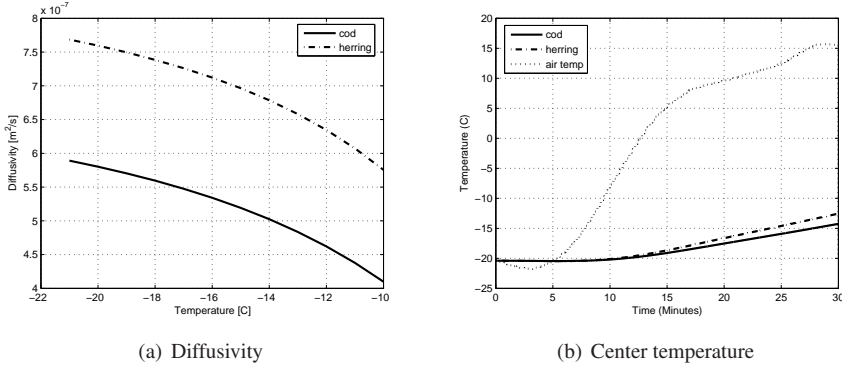 8 x 10⁻⁷
7.5
7
6.5
6
5.5
5
4.5
4
−22 −20 −18 −16 −14 −12 −10
Temperature [C]
Diffusivity [m²/s]
cod
herring
(a) Diffusivity
20
15
10
5
0
−5
−10
−15
−20
−25
0 5 10 15 20 25 30
Time (Minutes)
Temperature (C)
cod
herring
air temp
(b) Center temperature